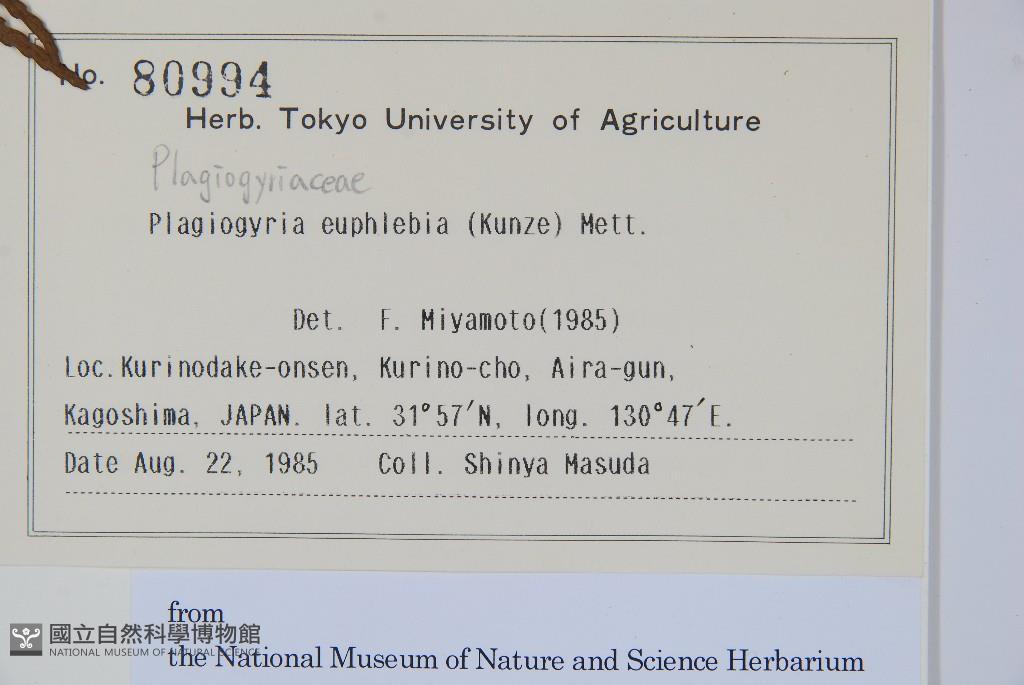 No. 80994
Herb. Tokyo University of Agriculture
Plagiogyriaceae
Plagiogyria euphlebia (Kunze) Mett.
Det. F. Miyamoto(1985)
Loc. Kurinodake-onsen, Kurino-cho, Aira-gun,
Kagoshima, JAPAN. lat. 31°57′N, long. 130°47′E.
Date Aug. 22, 1985 Coll. Shinya Masuda
from
the National Museum of Nature and Science Herbarium
國立自然科學博物館
NATIONAL MUSEUM OF NATURAL SCIENCE